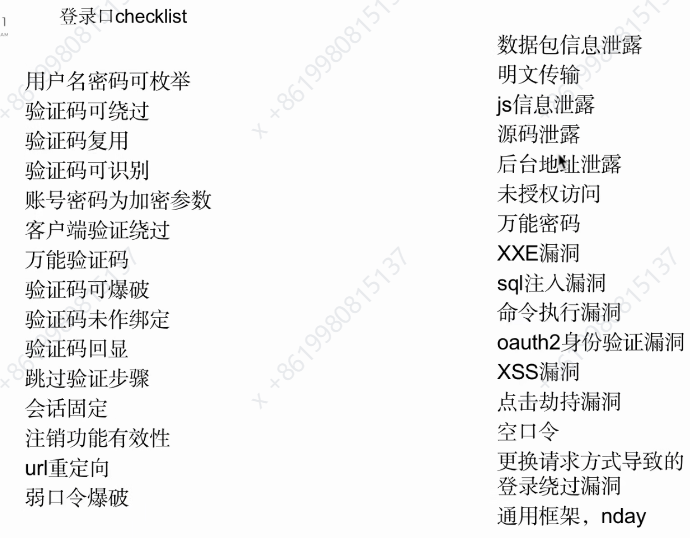 登录口checklist
用户名密码可枚举
验证码可绕过
验证码复用
验证码可识别
账号密码为加密参数
客户端验证绕过
万能验证码
验证码可爆破
验证码未作绑定
验证码回显
跳过验证步骤
会话固定
注销功能有效性
url重定向
弱口令爆破
数据包信息泄露
明文传输
js信息泄露
源码泄露
后台地址泄露
未授权访问
万能密码
XXE漏洞
sql注入漏洞
命令执行漏洞
oauth2身份验证漏洞
XSS漏洞
点击劫持漏洞
空口令
更换请求方式导致的
登录绕过漏洞
通用框架，nday
x +8619980815137
x +8619980815137